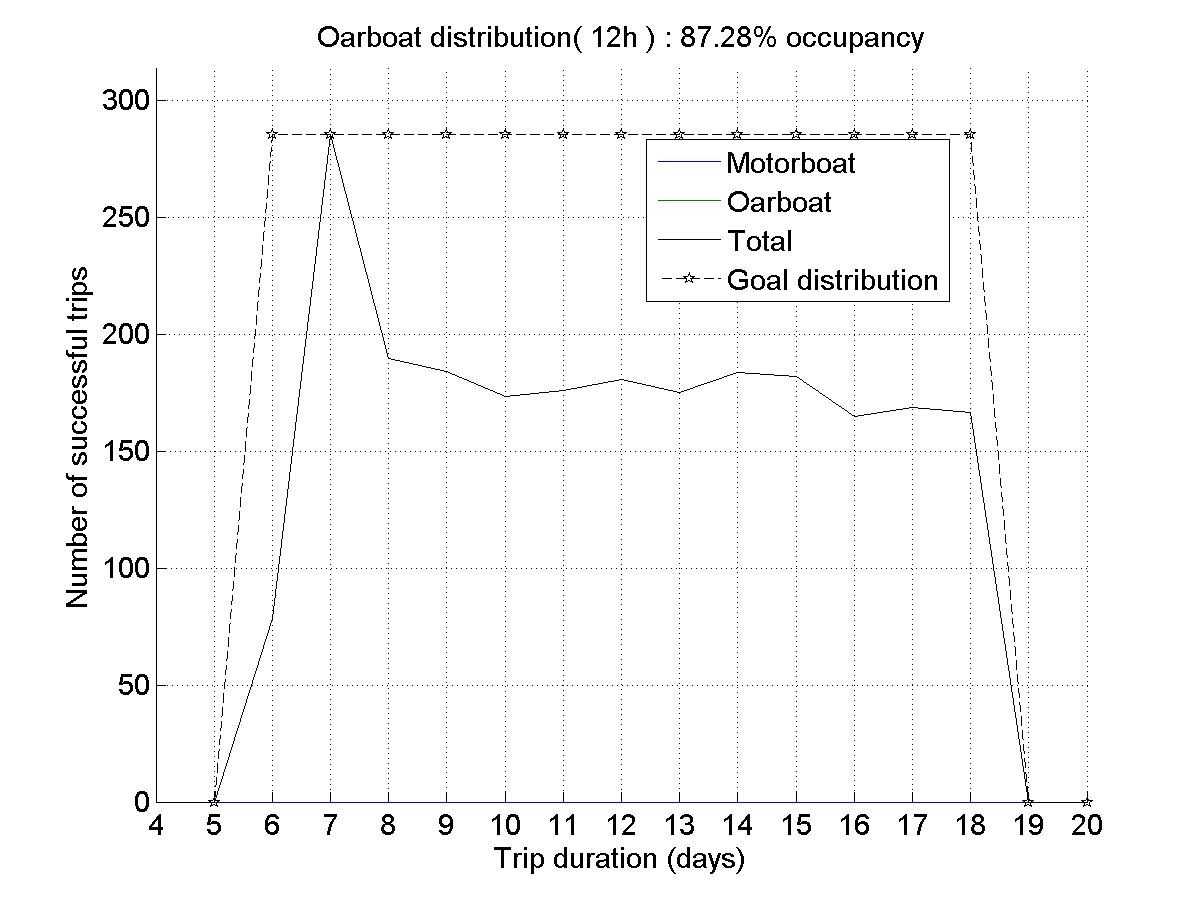 Oarboat distribution( 12h ) : 87.28% occupancy
300
250
200
150
100
50
0
Number of successful trips
Motorboat
Oarboat
Total
Goal distribution
4 5 6 7 8 9 10 11 12 13 14 15 16 17 18 19 20
Trip duration (days)